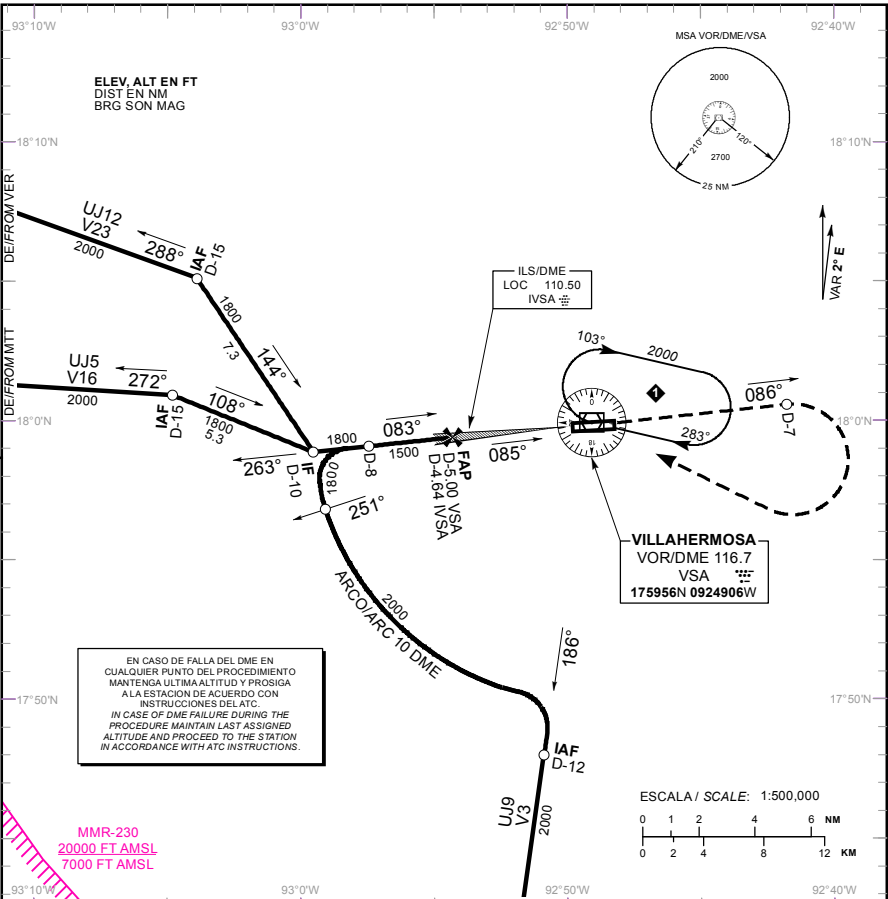 93°10'W
93°0'W
92°50'W
92°40'W
MSA VOR/DME/VSA
2000
210°
120°
2700
25 NM
ELEV, ALT EN FT
DIST EN NM
BRG SON MAG
18°10'N
18°10'N
DE/FROM VER
UJ12
V23
2000
288°
IAF
D-15
1800
7.3
144°
VAR 2° E
ILS/DME
LOC 110.50
IVSA
DE/FROM MTT
UJ5
V16
2000
272°
IAF
D-15
108°
1800
5.3
103°
2000
1
283°
086°
D-7
18°0'N
18°0'N
0
18
1800
083°
D-8
1500
085°
FAP
D-5.00 VSA
D-4.64 IVSA
263°
IF
D-10
1800
251°
ARCO/ARC 10 DME
2000
186°
VILLAHERMOSA
VOR/DME 116.7
VSA
175956N 0924906W
EN CASO DE FALLA DEL DME EN
CUALQUIER PUNTO DEL PROCEDIMIENTO
MANTENGA ULTIMA ALTITUD Y PROSIGA
A LA ESTACION DE ACUERDO CON
INSTRUCCIONES DEL ATC.
IN CASE OF DME FAILURE DURING THE
PROCEDURE MAINTAIN LAST ASSIGNED
ALTITUDE AND PROCEED TO THE STATION
IN ACCORDANCE WITH ATC INSTRUCTIONS.
17°50'N
17°50'N
IAF
D-12
UJ9
V3
2000
ESCALA / SCALE: 1:500,000
0 1 2 4 6 NM
0 2 4 8 12 KM
MMR-230
20000 FT AMSL
7000 FT AMSL
93°10'W
93°0'W
92°50'W
92°40'W